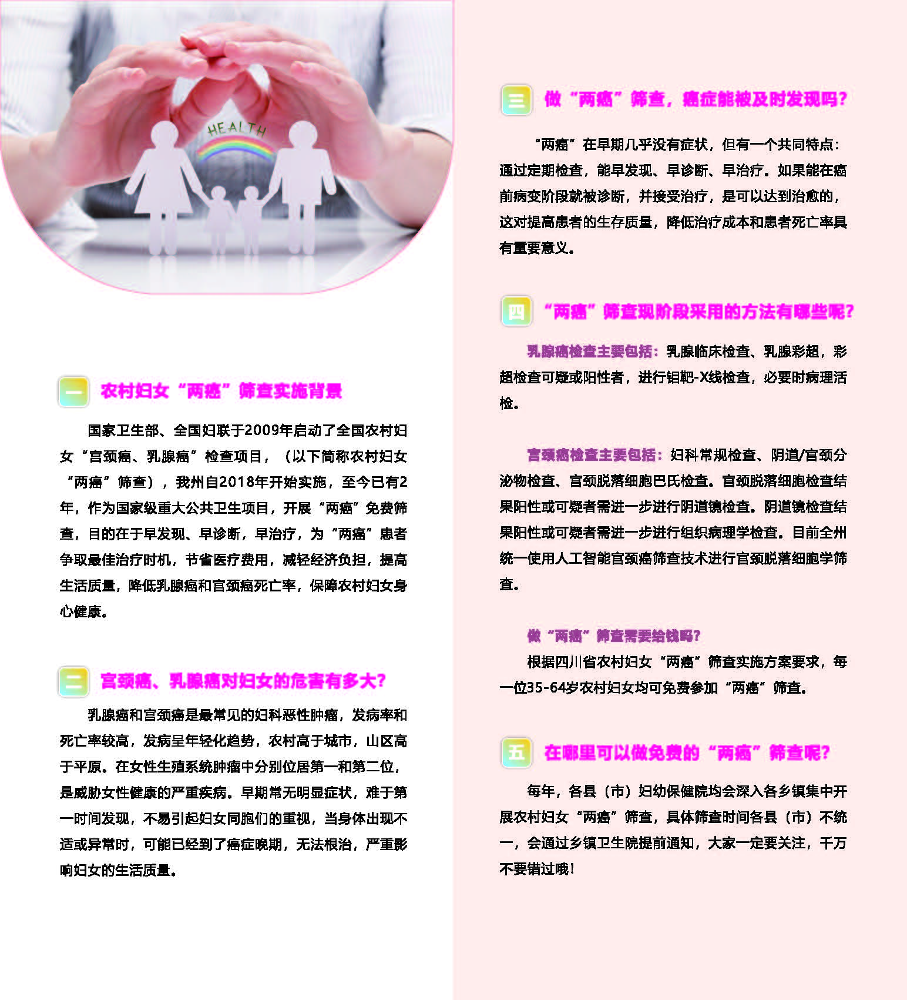 HEALTH
一 农村妇女“两癌”筛查实施背景
国家卫生部、全国妇联于2009年启动了全国农村妇
女“宫颈癌、乳腺癌”检查项目，（以下简称农村妇女
“两癌”筛查），我州自2018年开始实施，至今已有2
年，作为国家级重大公共卫生项目，开展“两癌”免费筛
查，目的在于早发现、早诊断，早治疗，为“两癌”患者
争取最佳治疗时机，节省医疗费用，减轻经济负担，提高
生活质量，降低乳腺癌和宫颈癌死亡率，保障农村妇女身
心健康。
二 宫颈癌、乳腺癌对妇女的危害有多大？
乳腺癌和宫颈癌是最常见的妇科恶性肿瘤，发病率和
死亡率较高，发病呈年轻化趋势，农村高于城市，山区高
于平原。在女性生殖系统肿瘤中分别位居第一和第二位，
是威胁女性健康的严重疾病。早期常无明显症状，难于第
一时间发现，不易引起妇女同胞们的重视，当身体出现不
适或异常时，可能已经到了癌症晚期，无法根治，严重影
响妇女的生活质量。
三 做“两癌”筛查，癌症能被及时发现吗？
“两癌”在早期几乎没有症状，但有一个共同特点：
通过定期检查，能早发现、早诊断、早治疗。如果能在癌
前病变阶段就被诊断，并接受治疗，是可以达到治愈的，
这对提高患者的生存质量，降低治疗成本和患者死亡率具
有重要意义。
四 “两癌”筛查现阶段采用的方法有哪些呢？
乳腺癌检查主要包括：乳腺临床检查、乳腺彩超，彩
超检查可疑或阳性者，进行钼靶-X线检查，必要时病理活
检。
宫颈癌检查主要包括：妇科常规检查、阴道/宫颈分
泌物检查、宫颈脱落细胞巴氏检查。宫颈脱落细胞检查结
果阳性或可疑者需进一步进行阴道镜检查。阴道镜检查结
果阳性或可疑者需进一步进行组织病理学检查。目前全州
统一使用人工智能宫颈癌筛查技术进行宫颈脱落细胞学筛
查。
做“两癌”筛查需要给钱吗？
根据四川省农村妇女“两癌”筛查实施方案要求，每
一位35-64岁农村妇女均可免费参加“两癌”筛查。
五 在哪里可以做免费的“两癌”筛查呢？
每年，各县（市）妇幼保健院均会深入各乡镇集中开
展农村妇女“两癌”筛查，具体筛查时间各县（市）不统
一，会通过乡镇卫生院提前通知，大家一定要关注，千万
不要错过哦！